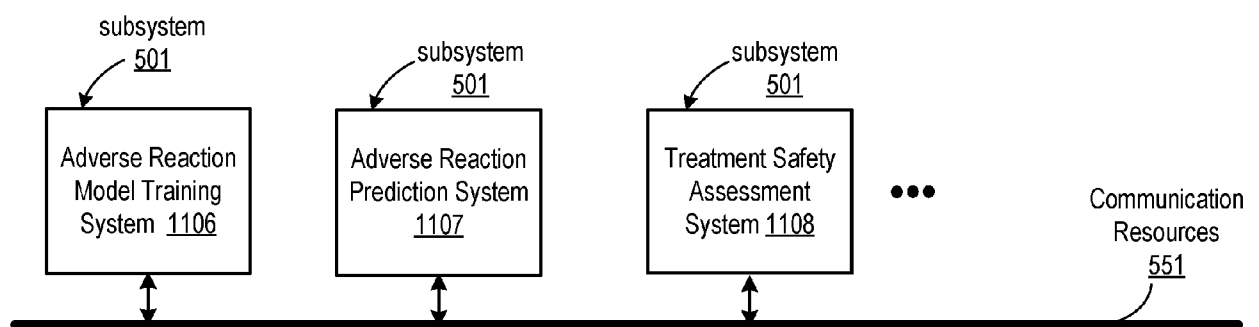 subsystem
501
subsystem
501
subsystem
501
Adverse Reaction
Model Training
System 1106
Adverse Reaction
Prediction System
1107
Treatment Safety
Assessment
System 1108
Communication
Resources
551